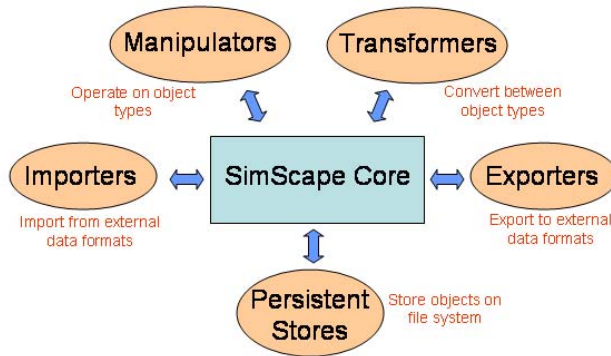 Manipulators
Transformers
Operate on object
types
Convert between
object types
Importers
SimScape Core
Exporters
Import from external
data formats
Export to external
data formats
Persistent
Stores
Store objects on
file system